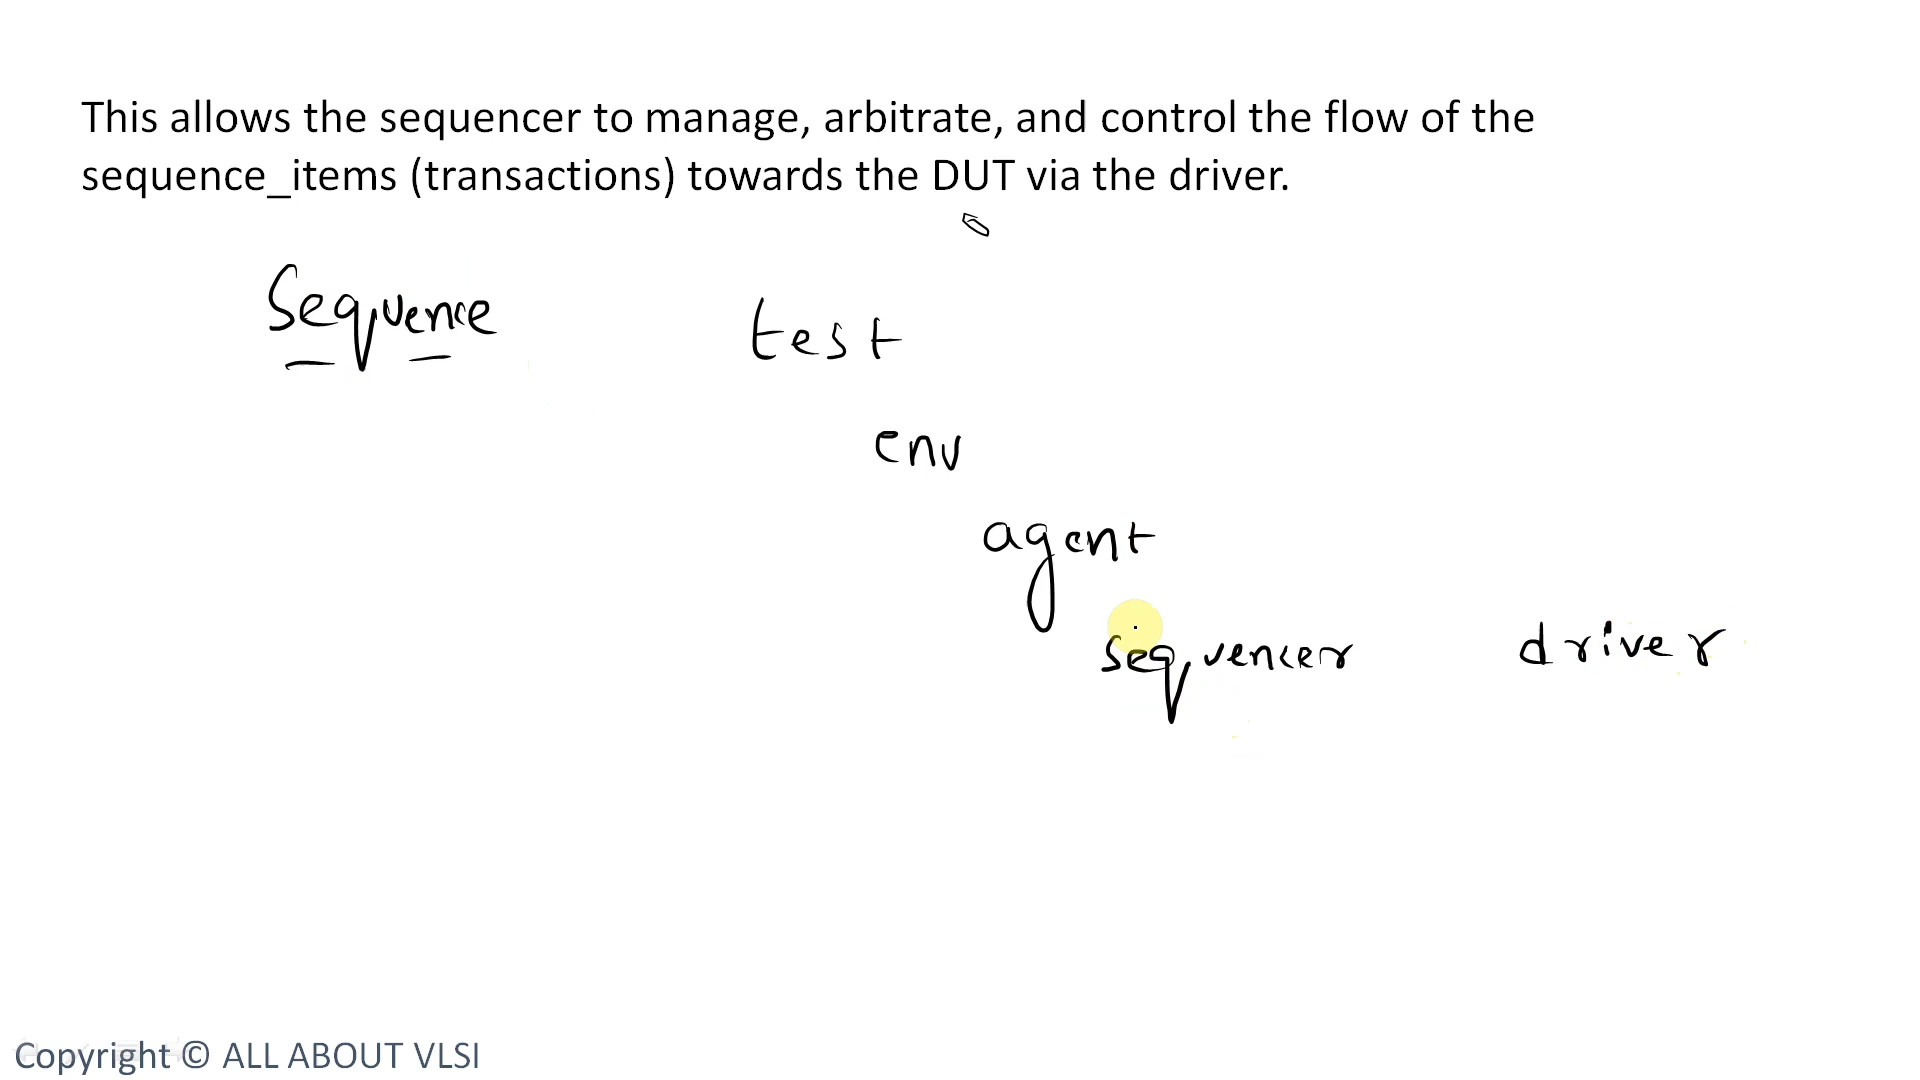 This allows the sequencer to manage, arbitrate, and control the flow of the
sequence_items (transactions) towards the DUT via the driver.
Sequence
test
env
agent
sequencer driver
Copyright © ALL ABOUT VLSI